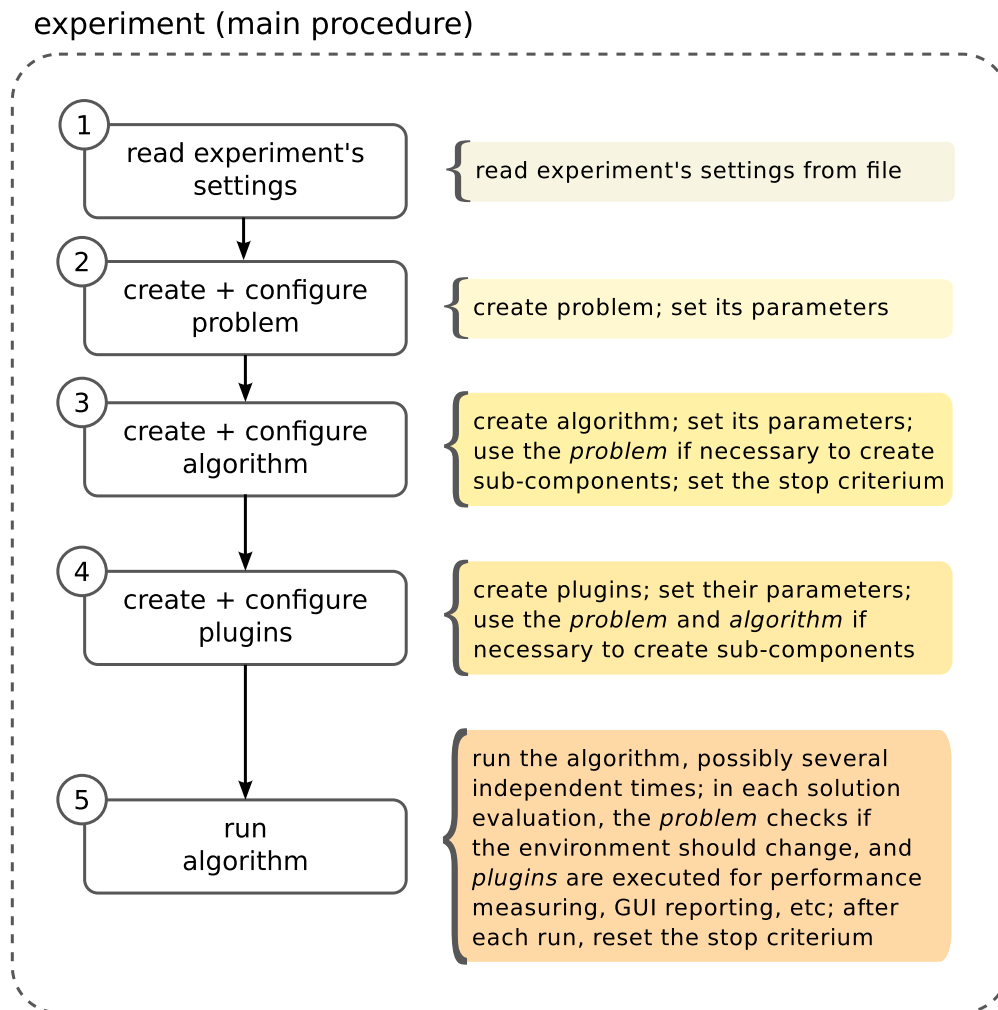 experiment (main procedure)
1
read experiment's
settings
read experiment's settings from file
2
create + configure
problem
create problem; set its parameters
3
create + configure
algorithm
create algorithm; set its parameters;
use the problem if necessary to create
sub-components; set the stop criterium
4
create + configure
plugins
create plugins; set their parameters;
use the problem and algorithm if
necessary to create sub-components
5
run
algorithm
run the algorithm, possibly several
independent times; in each solution
evaluation, the problem checks if
the environment should change, and
plugins are executed for performance
measuring, GUI reporting, etc; after
each run, reset the stop criterium